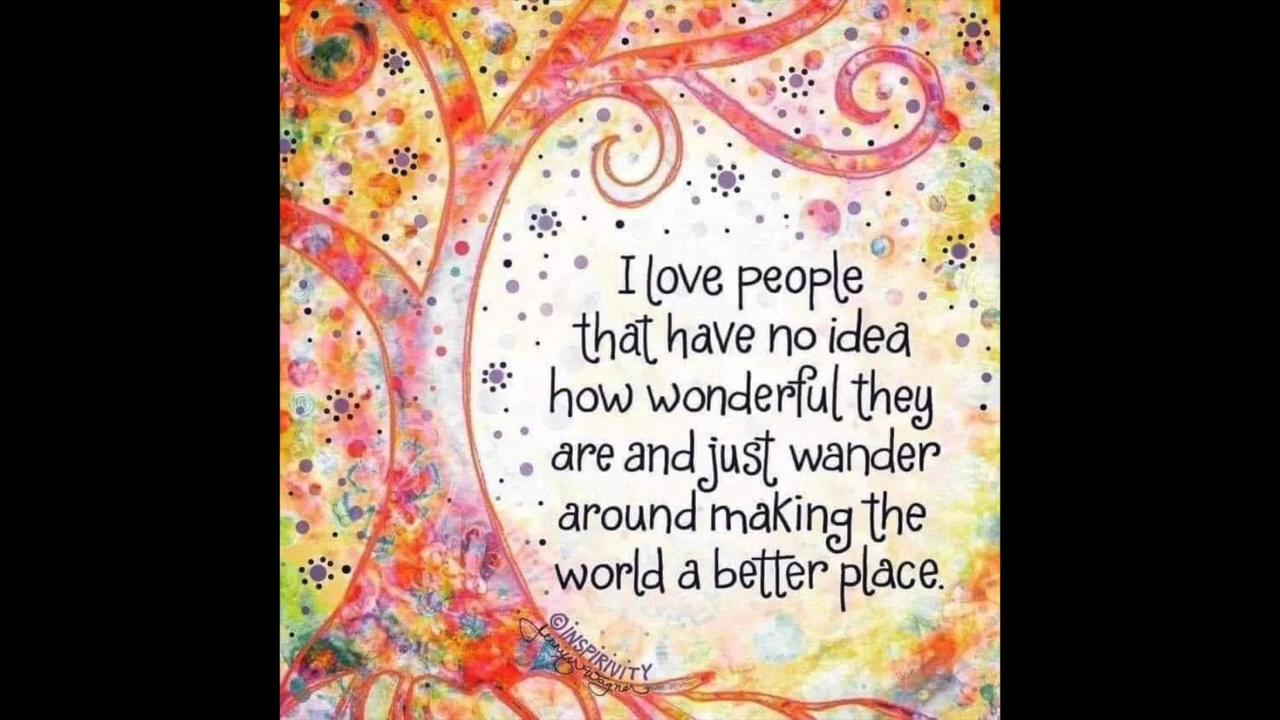 I love people
that have no idea
how wonderful they
are and just wander
around making the
world a better place.
©INSPIRIVITY